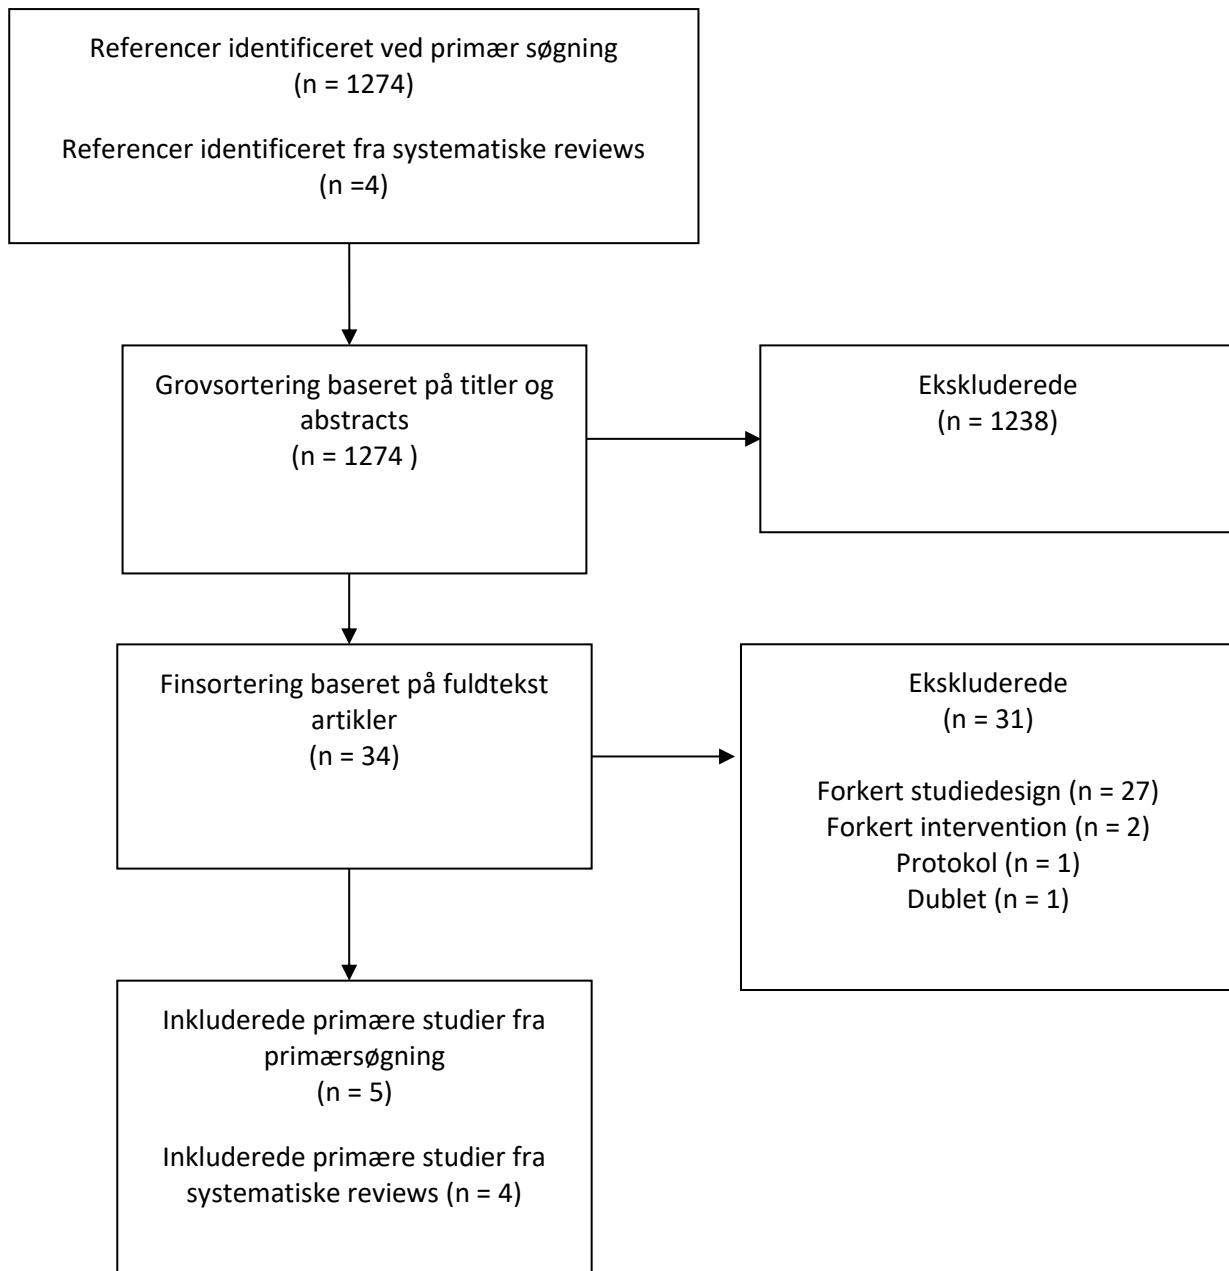 Referencer identificeret ved primær søgning
(n = 1274)
Referencer identificeret fra systematiske reviews
(n =4)
Grovsortering baseret på titler og
abstracts
(n = 1274 )
Ekskluderede
(n = 1238)
Finsortering baseret på fuldtekst
artikler
(n = 34)
Ekskluderede
(n = 31)
Forkert studiedesign (n = 27)
Forkert intervention (n = 2)
Protokol (n = 1)
Dublet (n = 1)
Inkluderede primære studier fra
primærsøgning
(n = 5)
Inkluderede primære studier fra
systematiske reviews (n = 4)